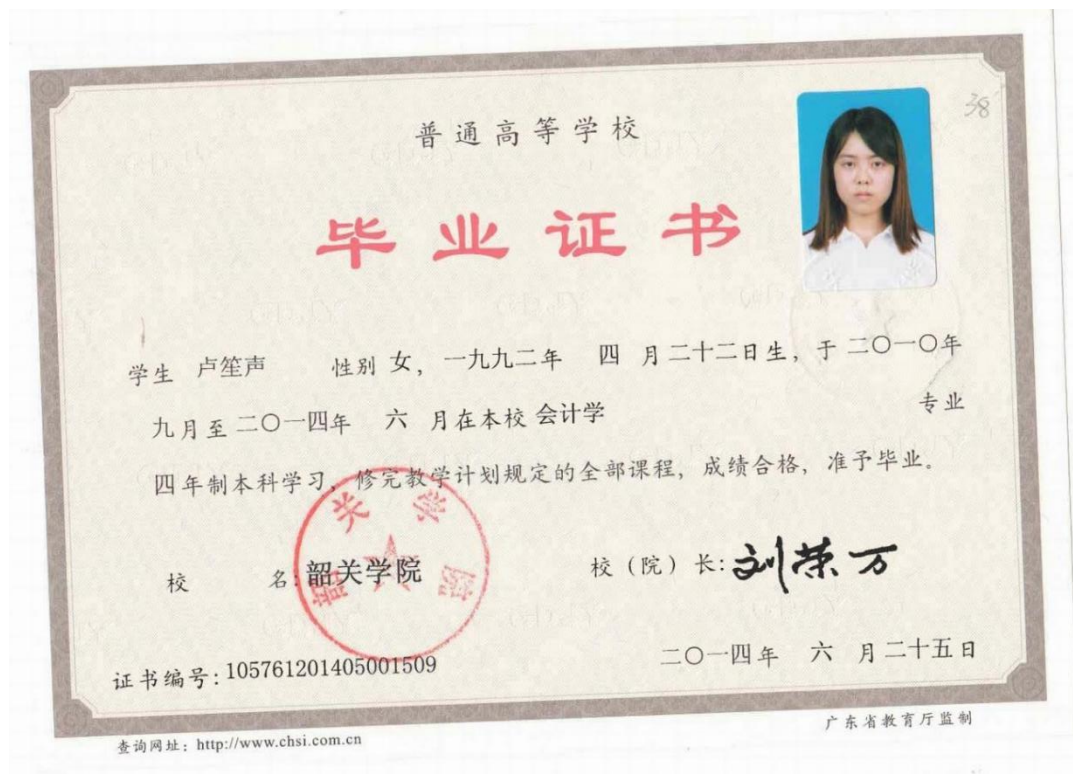 38
普通高等学校
毕业证书
学生 卢笙声 性别 女，一九九二年 四 月二十二日生，于二〇一〇年
九月至二〇一四年 六 月在本校 会计学 专业
四年制本科学习，修完教学计划规定的全部课程，成绩合格，准予毕业。
校 名：韶关学院 校（院）长：刘荣万
韶关学院
证书编号：105761201405001509 二〇一四年 六 月二十五日
查询网址：http://www.chsi.com.cn 广东省教育厅监制